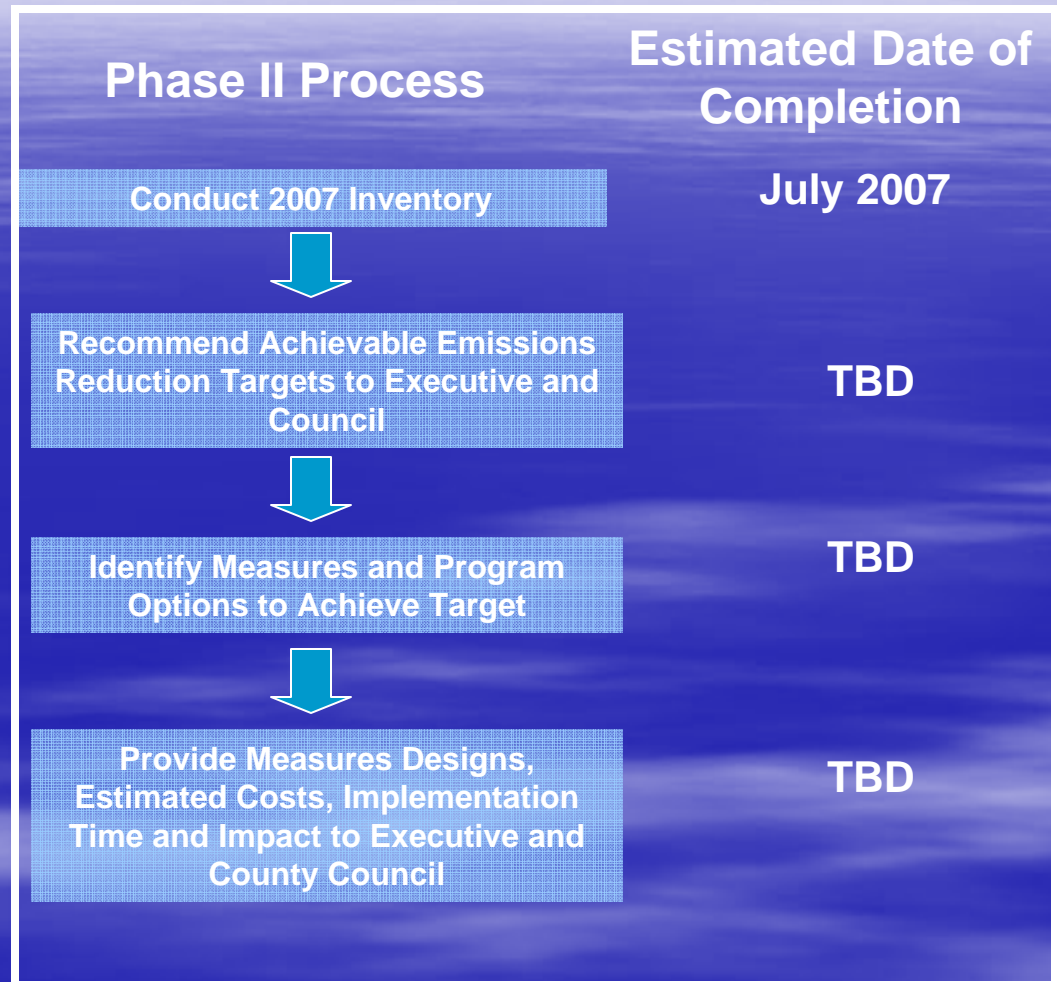 Phase II Process
Estimated Date of
Completion
Conduct 2007 Inventory
July 2007
Recommend Achievable Emissions
Reduction Targets to Executive and
Council
TBD
Identify Measures and Program
Options to Achieve Target
TBD
Provide Measures Designs,
Estimated Costs, Implementation
Time and Impact to Executive and
County Council
TBD